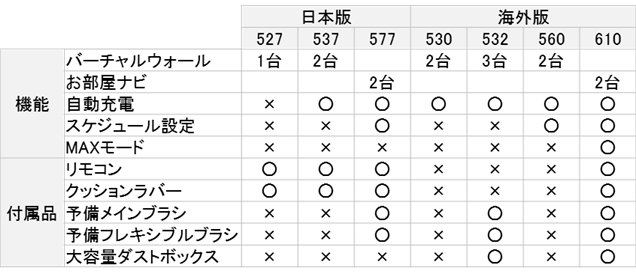 日本版 海外版
527 537 577 530 532 560 610
機能
バーチャルウォール 1台 2台 2台 3台 2台
お部屋ナビ 2台 2台
自動充電 × ○ ○ ○ ○ ○ ○
スケジュール設定 × × ○ × × ○ ○
MAXモード × × × × × × ○
付属品
リモコン ○ ○ ○ × × × ○
クッションラバー ○ ○ ○ × × × ○
予備メインブラシ × × ○ × ○ × ○
予備フレキシブルブラシ × × ○ × ○ × ○
大容量ダストボックス × × × × ○ × ○